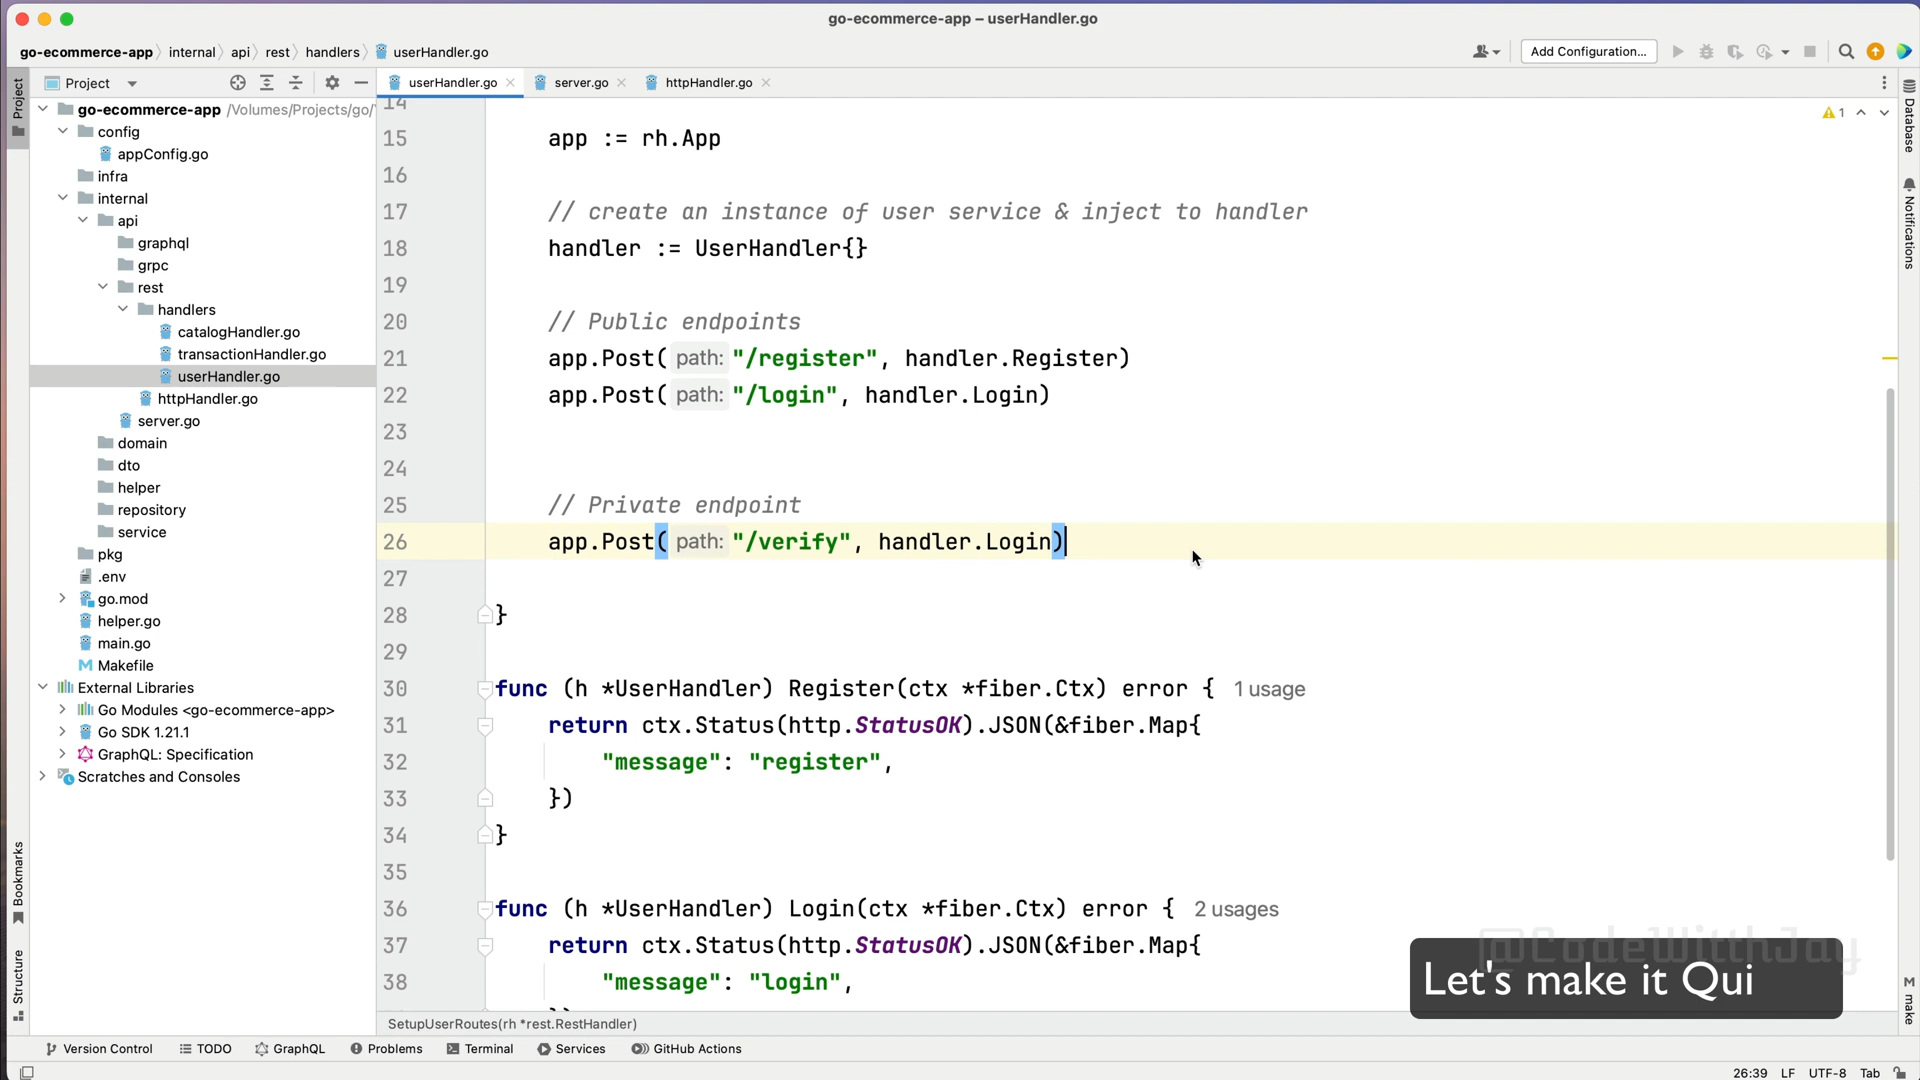 go-ecommerce-app – userHandler.go
go-ecommerce-app internal api rest handlers userHandler.go
Add Configuration...
Project
userHandler.go server.go httpHandler.go
go-ecommerce-app /Volumes/Projects/go/
config
appConfig.go
infra
internal
api
graphql
grpc
rest
handlers
catalogHandler.go
transactionHandler.go
userHandler.go
httpHandler.go
server.go
domain
dto
helper
repository
service
pkg
.env
go.mod
helper.go
main.go
Makefile
External Libraries
Go Modules <go-ecommerce-app>
Go SDK 1.21.1
GraphQL: Specification
Scratches and Consoles
Project
Bookmarks
Structure
14
15 app := rh.App
16
17 // create an instance of user service & inject to handler
18 handler := UserHandler{}
19
20 // Public endpoints
21 app.Post( path: "/register", handler.Register)
22 app.Post( path: "/login", handler.Login)
23
24
25 // Private endpoint
26 app.Post( path: "/verify", handler.Login)
27
28 }
29
30 func (h *UserHandler) Register(ctx *fiber.Ctx) error { 1 usage
31 return ctx.Status(http.StatusOK).JSON(&fiber.Map{
32 "message": "register",
33 })
34 }
35
36 func (h *UserHandler) Login(ctx *fiber.Ctx) error { 2 usages
37 return ctx.Status(http.StatusOK).JSON(&fiber.Map{
38 "message": "login",
1
Database
Notifications
M make
@CodeWithJay
Let's make it Qui
SetupUserRoutes(rh *rest.RestHandler)
Version Control TODO GraphQL Problems Terminal Services GitHub Actions
26:39 LF UTF-8 Tab